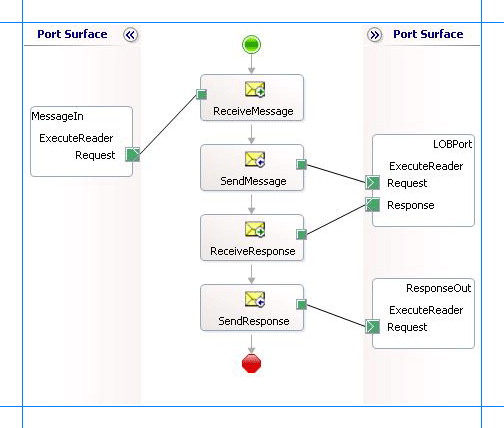 Port Surface
Port Surface
MessageIn
ExecuteReader
Request
ReceiveMessage
SendMessage
ReceiveResponse
SendResponse
LOBPort
ExecuteReader
Request
Response
ResponseOut
ExecuteReader
Request